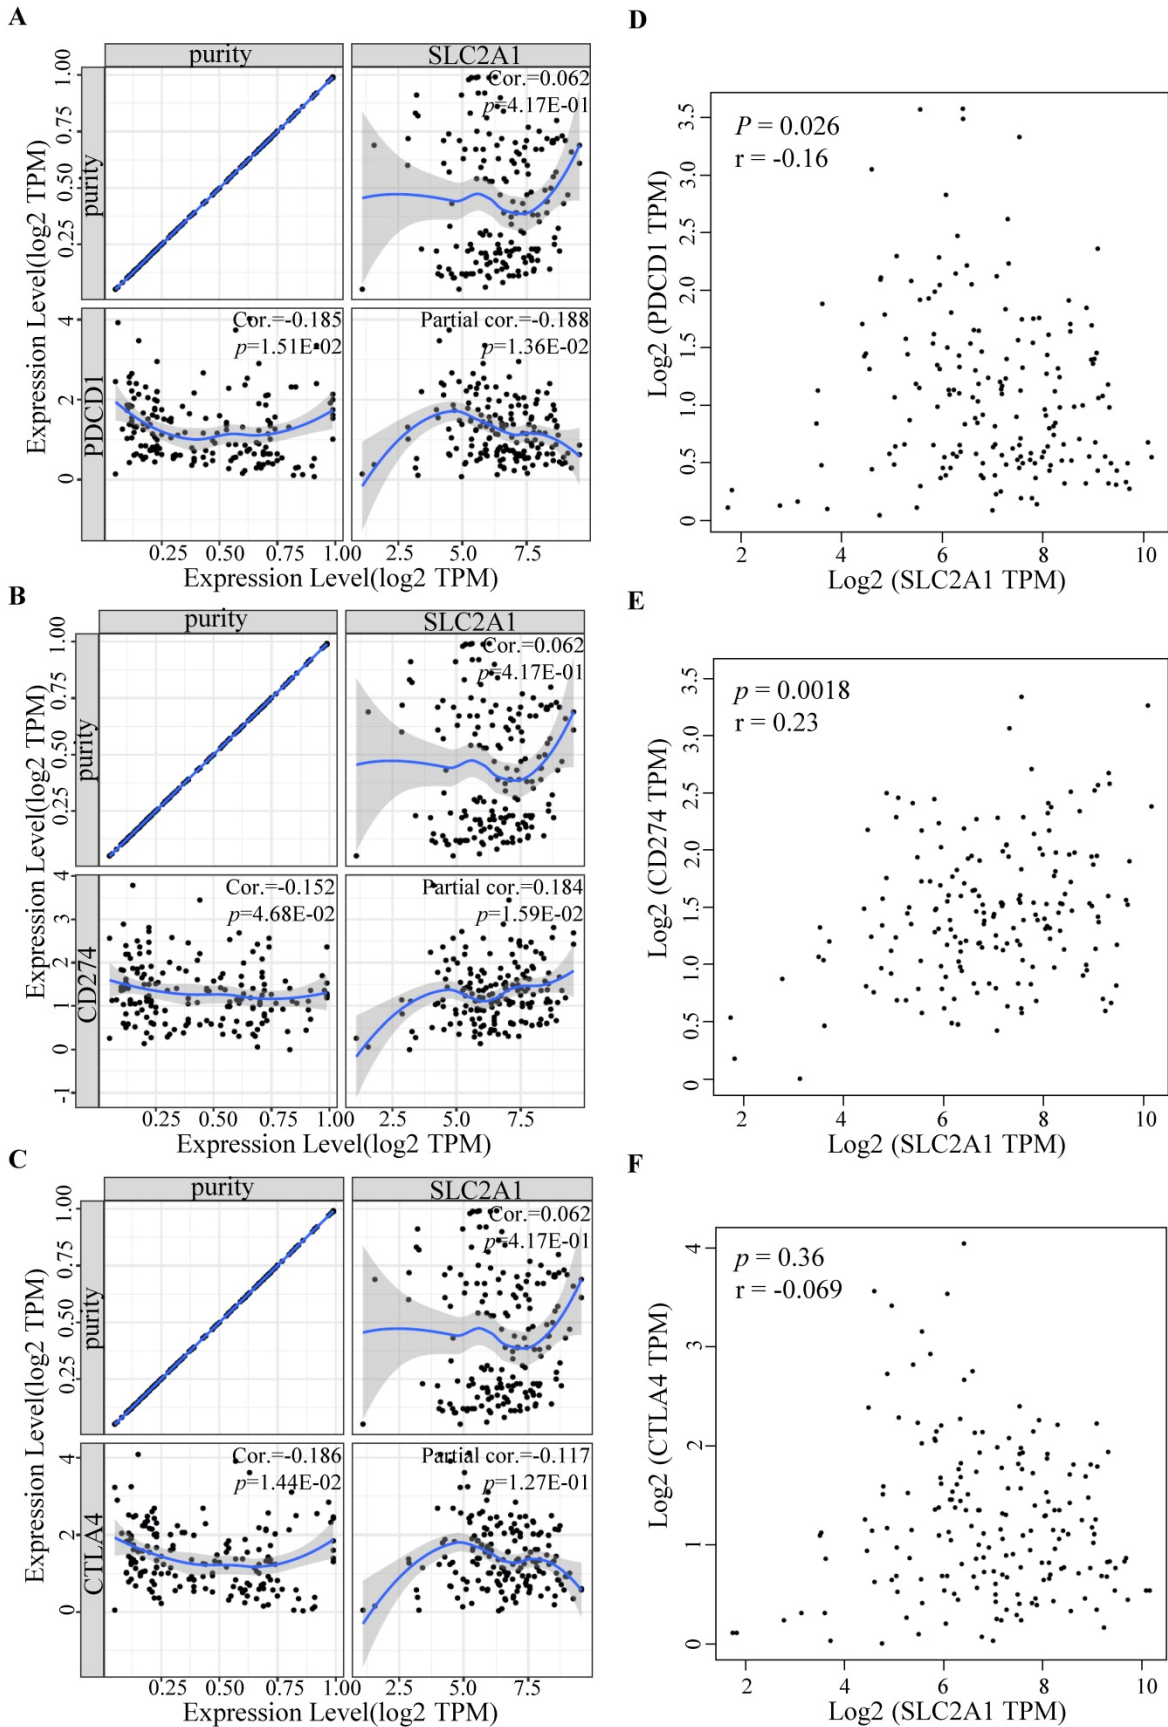 A
purity
SLC2A1
Expression Level(log2 TPM)
purity
1.00
0.75
0.50
0.25
Cor.=0.062
p=4.17E-01
PDCD1
4
2
0
Cor.=-0.185
p=1.51E-02
Partial cor.=-0.188
p=1.36E-02
0.25
0.50
0.75
1.00
2.5
5.0
7.5
Expression Level(log2 TPM)
B
purity
SLC2A1
Expression Level(log2 TPM)
purity
1.00
0.75
0.50
0.25
Cor.=0.062
p=4.17E-01
CD274
4
3
2
1
0
-1
Cor.=-0.152
p=4.68E-02
Partial cor.=0.184
p=1.59E-02
0.25
0.50
0.75
1.00
2.5
5.0
7.5
Expression Level(log2 TPM)
C
purity
SLC2A1
Expression Level(log2 TPM)
purity
1.00
0.75
0.50
0.25
Cor.=0.062
p=4.17E-01
CTLA4
4
2
0
Cor.=-0.186
p=1.44E-02
Partial cor.=-0.117
p=1.27E-01
0.25
0.50
0.75
1.00
2.5
5.0
7.5
Expression Level(log2 TPM)
D
P = 0.026
r = -0.16
Log2 (PDCD1 TPM)
3.5
3.0
2.5
2.0
1.5
1.0
0.5
0
2
4
6
8
10
Log2 (SLC2A1 TPM)
E
p = 0.0018
r = 0.23
Log2 (CD274 TPM)
3.5
3.0
2.5
2.0
1.5
1.0
0.5
0
2
4
6
8
10
Log2 (SLC2A1 TPM)
F
p = 0.36
r = -0.069
Log2 (CTLA4 TPM)
4
3
2
1
0
2
4
6
8
10
Log2 (SLC2A1 TPM)